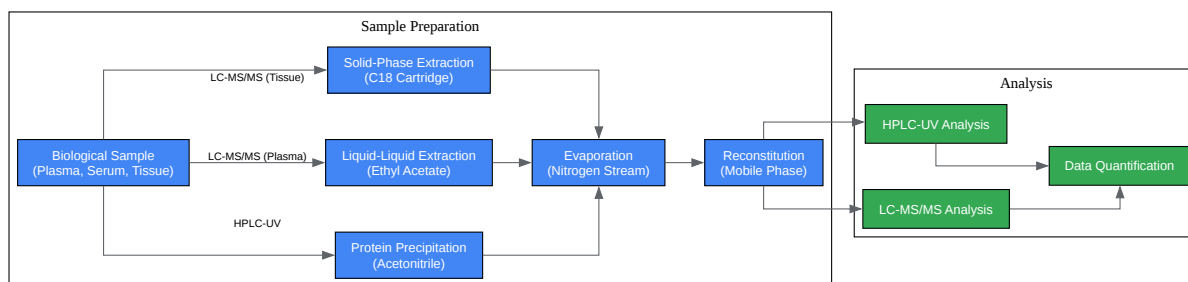 Sample Preparation
Solid-Phase Extraction
(C18 Cartridge)
LC-MS/MS (Tissue)
Biological Sample
(Plasma, Serum, Tissue)
LC-MS/MS (Plasma)
Liquid-Liquid Extraction
(Ethyl Acetate)
Evaporation
(Nitrogen Stream)
Reconstitution
(Mobile Phase)
HPLC-UV
Protein Precipitation
(Acetonitrile)
Analysis
HPLC-UV Analysis
Data Quantification
LC-MS/MS Analysis